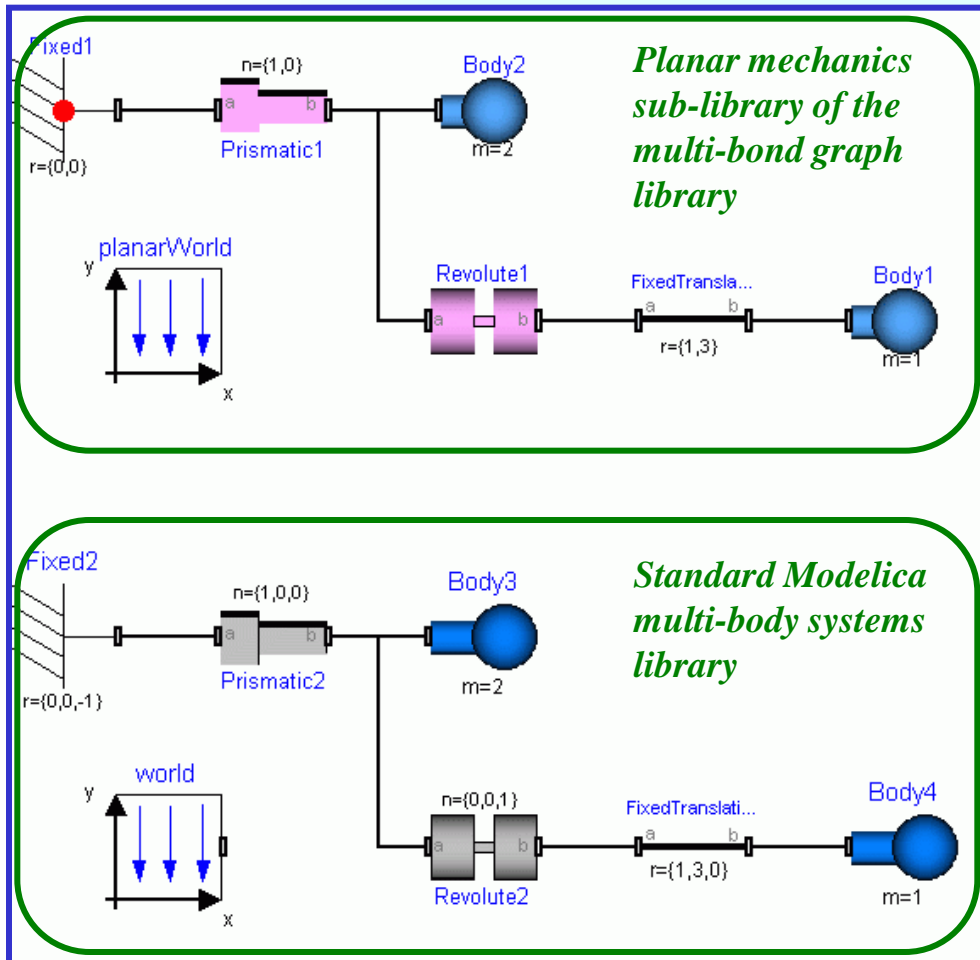 Fixed1
n={1,0}
Body2
Planar mechanics
sub-library of the
multi-bond graph
library
a
b
Prismatic1
m=2
r={0,0}
planarWorld
y
x
Revolute1
a
b
FixedTransla...
a
b
r={1,3}
Body1
m=1
Fixed2
n={1,0,0}
Body3
Standard Modelica
multi-body systems
library
a
b
Prismatic2
m=2
r={0,0,-1}
world
y
x
n={0,0,1}
a
b
Revolute2
FixedTranslati...
a
b
r={1,3,0}
Body4
m=1